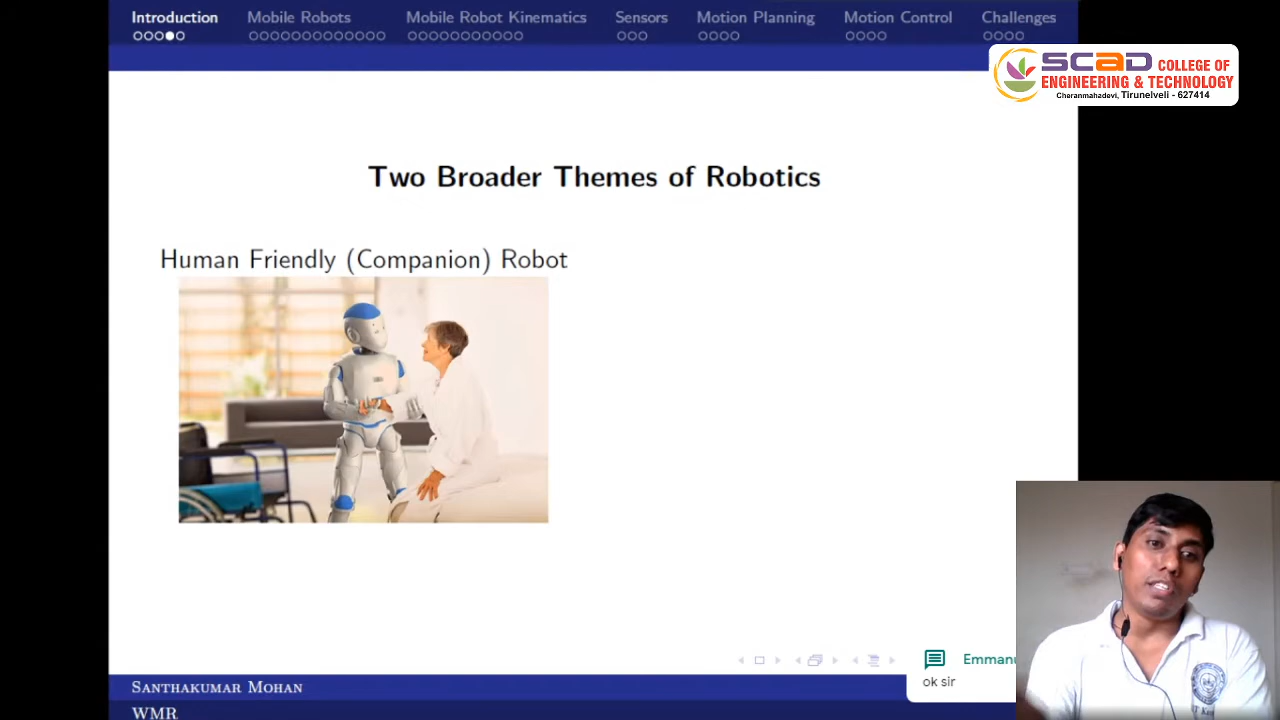 Introduction
Mobile Robots
Mobile Robot Kinematics
Sensors
Motion Planning
Motion Control
Challenges
SCAD COLLEGE OF
ENGINEERING & TECHNOLOGY
Cheranmahadevi, Tirunelveli - 627414
Two Broader Themes of Robotics
Human Friendly (Companion) Robot
Emmanu
ok sir
SANTHAKUMAR MOHAN
WMR